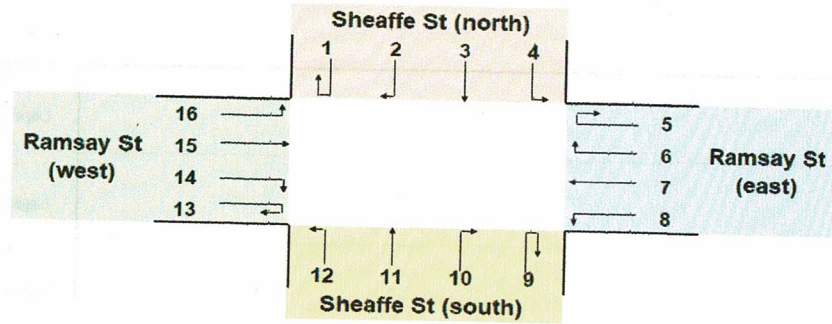 Sheaffe St (north)
1 2 3 4
16
15
14
13
Ramsay St
(west)
5
6
7
8
Ramsay St
(east)
12 11 10 9
Sheaffe St (south)